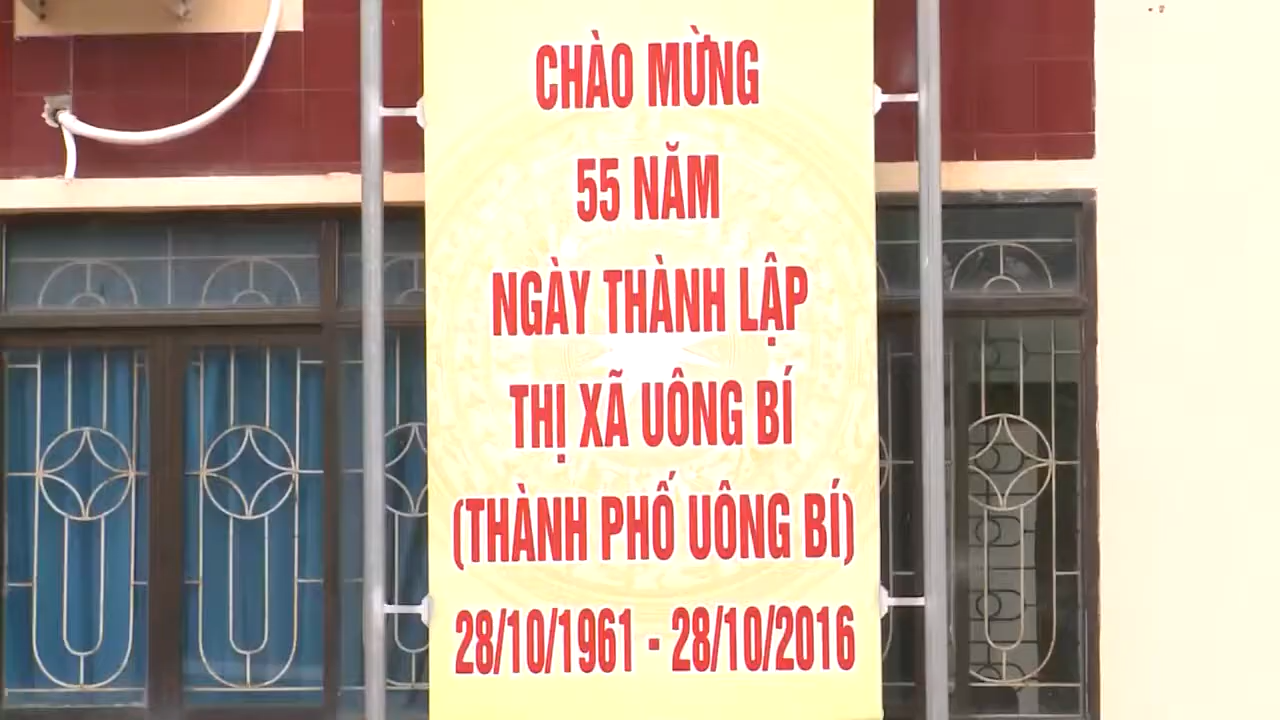 CHÀO MỪNG
55 NĂM
NGÀY THÀNH LẬP
THỊ XÃ UÔNG BÍ
(THÀNH PHỐ UÔNG BÍ)
28/10/1961 - 28/10/2016